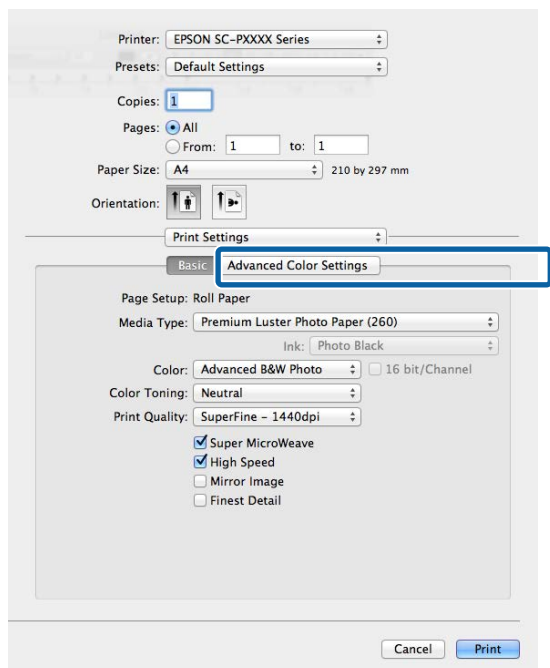 Printer: EPSON SC-PXXXX Series
Presets: Default Settings
Copies: 1
Pages: All
From: 1 to: 1
Paper Size: A4 210 by 297 mm
Orientation:
Print Settings
Basic Advanced Color Settings
Page Setup: Roll Paper
Media Type: Premium Luster Photo Paper (260)
Ink: Photo Black
Color: Advanced B&W Photo 16 bit/Channel
Color Toning: Neutral
Print Quality: SuperFine – 1440dpi
Super MicroWeave
High Speed
Mirror Image
Finest Detail
Cancel Print